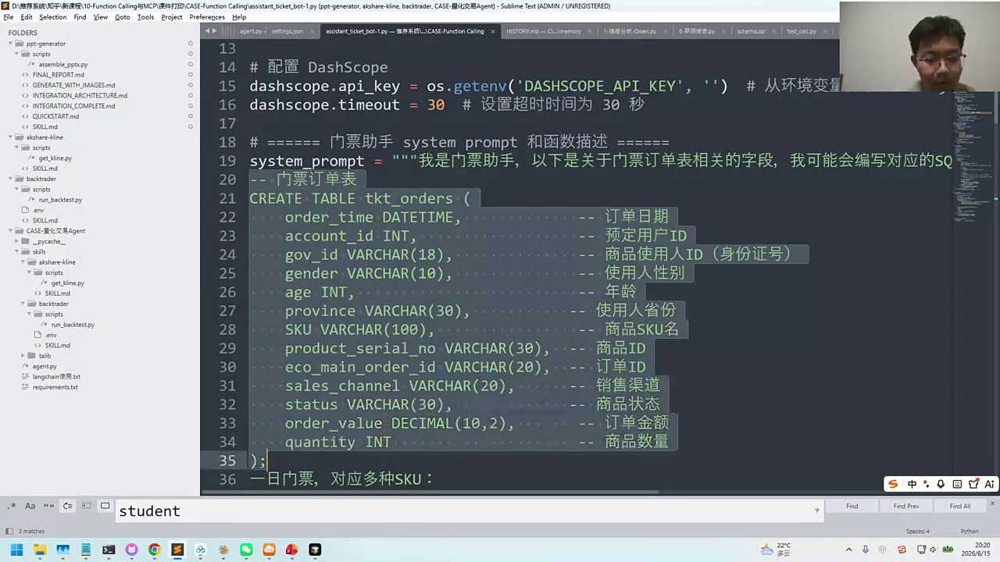 D:\推荐系统\知乎\新课程\10-Function Calling与MCP\课件打印\CASE-Function Calling\assistant_ticket_bot-1.py (ppt-generator, akshare-kline, backtrader, CASE-量化交易Agent) - Sublime Text (ADMIN / UNREGISTERED)
File Edit Selection Find View Goto Tools Project Preferences Help
FOLDERS
ppt-generator
scripts
assemble_pptx.py
FINAL_REPORT.md
GENERATE_WITH_IMAGES.md
INTEGRATION_ARCHITECTURE.md
INTEGRATION_COMPLETE.md
QUICKSTART.md
SKILL.md
akshare-kline
scripts
get_kline.py
SKILL.md
backtrader
scripts
run_backtest.py
.env
SKILL.md
CASE-量化交易Agent
__pycache__
skills
akshare-kline
scripts
get_kline.py
SKILL.md
backtrader
scripts
run_backtest.py
.env
SKILL.md
talib
agent.py
langchain使用.txt
requirements.txt
agent.py
settings.json
assistant_ticket_bot-1.py — 推荐系统\...\CASE-Function Calling
HISTORY.md — C:\...\memory
1-情感分析-Qwen.py
schema.sql
test_calc.py
13
14 # 配置 DashScope
15 dashscope.api_key = os.getenv('DASHSCOPE_API_KEY', '') # 从环境变量
16 dashscope.timeout = 30 # 设置超时时间为 30 秒
17
18 # ====== 门票助手 system prompt 和函数描述 ======
19 system_prompt = """我是门票助手，以下是关于门票订单表相关的字段，我可能会编写对应的SQ
20 -- 门票订单表
21 CREATE TABLE tkt_orders (
22 order_time DATETIME, -- 订单日期
23 account_id INT, -- 预定用户ID
24 gov_id VARCHAR(18), -- 商品使用人ID（身份证号）
25 gender VARCHAR(10), -- 使用人性别
26 age INT, -- 年龄
27 province VARCHAR(30), -- 使用人省份
28 SKU VARCHAR(100), -- 商品SKU名
29 product_serial_no VARCHAR(30), -- 商品ID
30 eco_main_order_id VARCHAR(20), -- 订单ID
31 sales_channel VARCHAR(20), -- 销售渠道
32 status VARCHAR(30), -- 商品状态
33 order_value DECIMAL(10,2), -- 订单金额
34 quantity INT -- 商品数量
35 );
36 一日门票，对应多种SKU：
student
Find Find Prev Find All
2 matches
Spaces: 4 Python
中
22°C
多云
20:20
2026/6/15